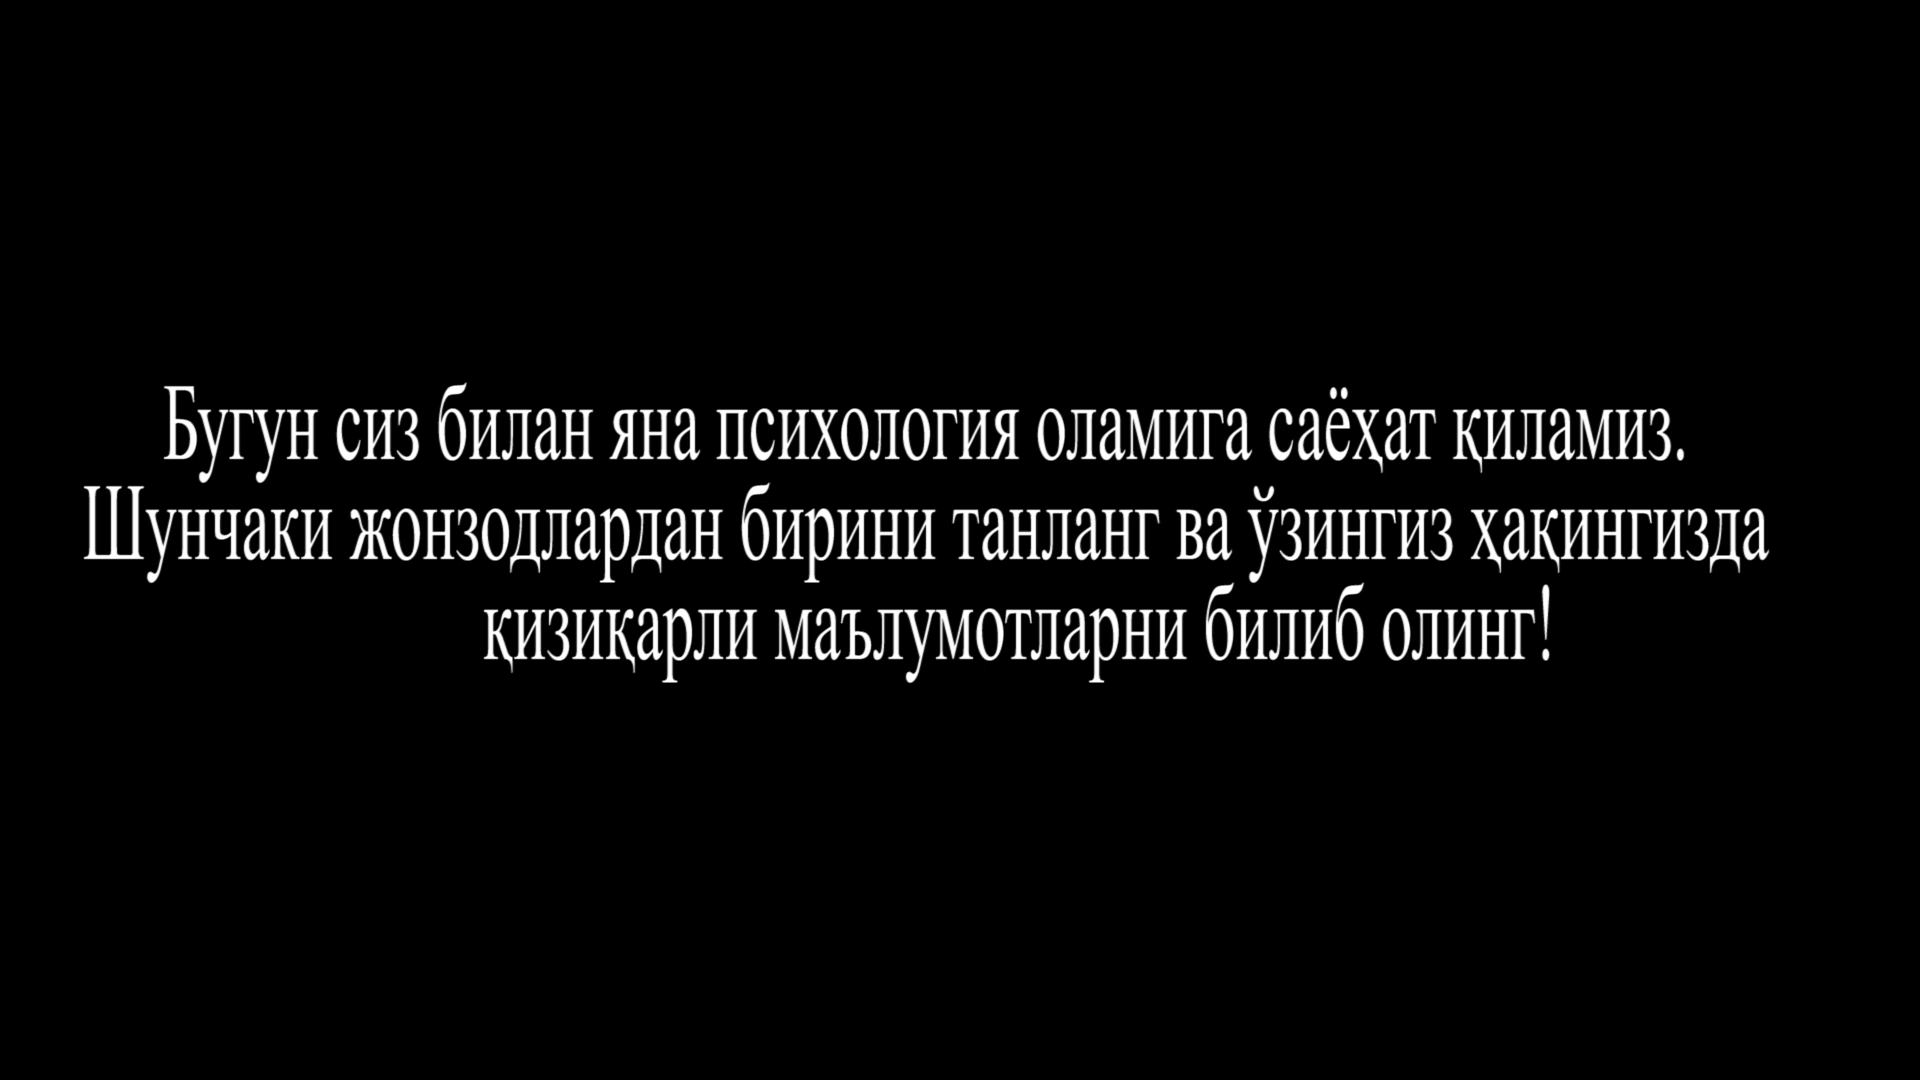 Бугун сиз билан яна психология оламига саёҳат қиламиз.
Шунчаки жонзодлардан бирини танланг ва ўзингиз ҳақингизда
қизиқарли маълумотларни билиб олинг!